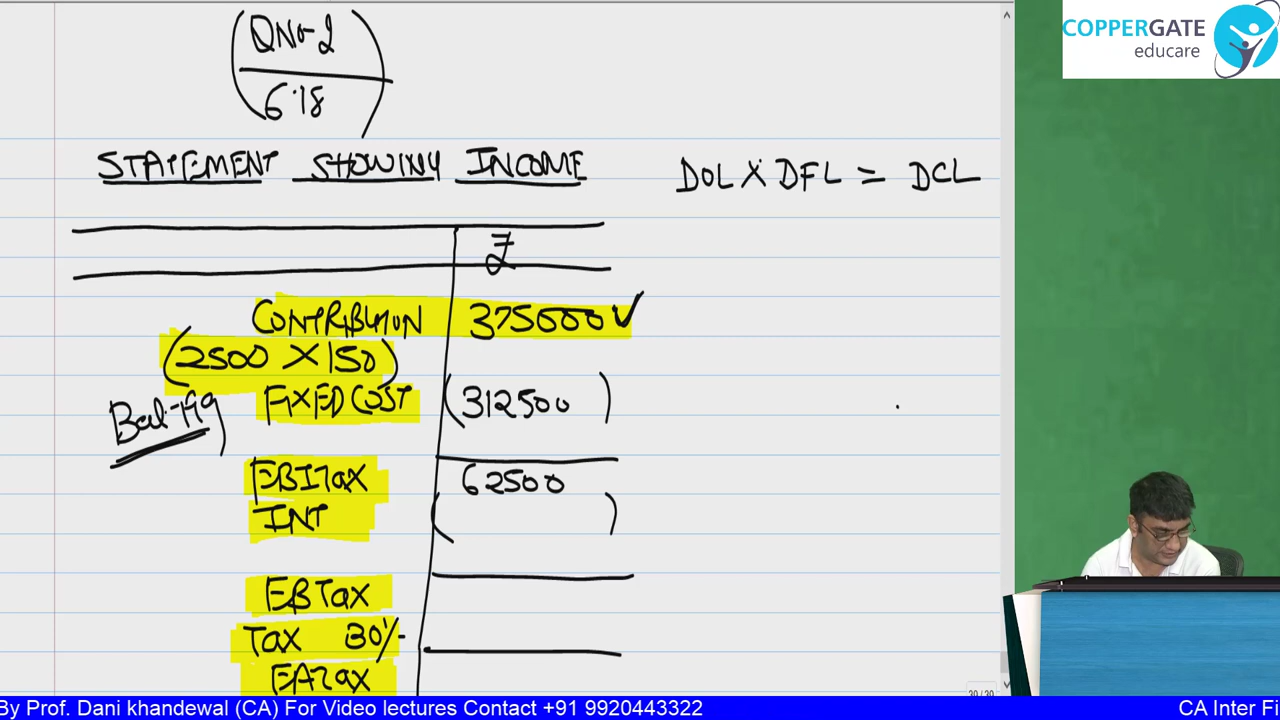 QNo-2
6.18
COPPERGATE
educare
STATEMENT SHOWING INCOME
DOL X DFL = DCL
₹
CONTRIBUTION 375000✓
(2500 X 150)
Bal-fig FIXED COST (312500)
EBITax 62500
INT ( )
EBTax
Tax 30%
EATax
30/30
By Prof. Dani khandewal (CA) For Video lectures Contact +91 9920443322
CA Inter Fi